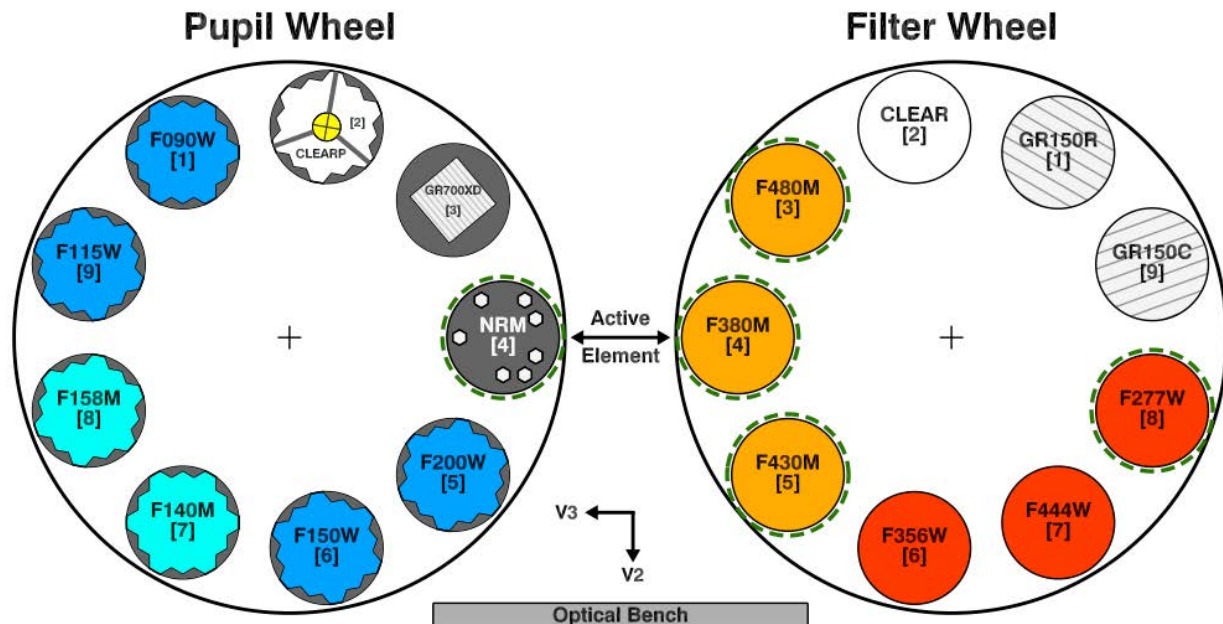 Pupil Wheel
F090W
[1]
[2]
CLEARP
GR700XD
[3]
F115W
[9]
NRM
[4]
F158M
[8]
F200W
[5]
F140M
[7]
F150W
[6]
Active
Element
V3
V2
Optical Bench
Filter Wheel
CLEAR
[2]
GR150R
[1]
F480M
[3]
GR150C
[9]
F380M
[4]
F277W
[8]
F430M
[5]
F356W
[6]
F444W
[7]